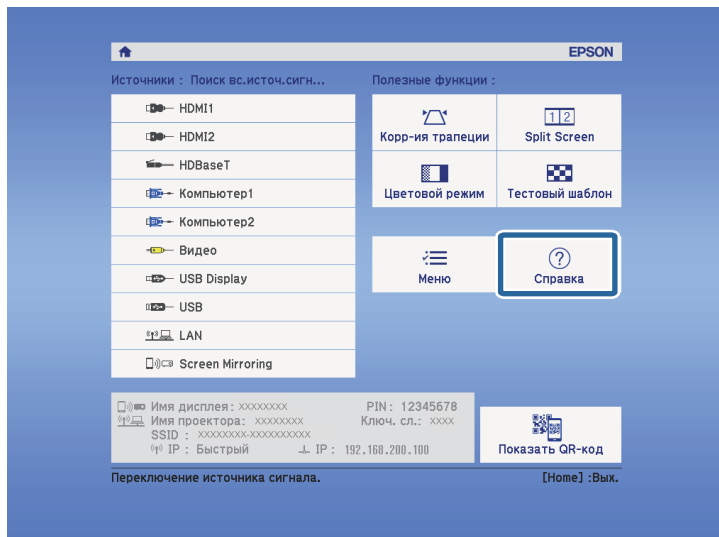 EPSON
Источники : Поиск вс.источ.сигн...
Полезные функции :
HDMI1
HDMI2
HDBaseT
Компьютер1
Компьютер2
Видео
USB Display
USB
LAN
Screen Mirroring
Корр-ия трапеции
1 2
Split Screen
Цветовой режим
Тестовый шаблон
Меню
?
Справка
Имя дисплея: XXXXXXXX
PIN : 12345678
Имя проектора: XXXXXXXX
Ключ. сл.: XXXX
SSID : XXXXXXXX-XXXXXXXXXX
IP : Быстрый
IP : 192.168.200.100
Показать QR-код
Переключение источника сигнала.
[Home] :Вых.